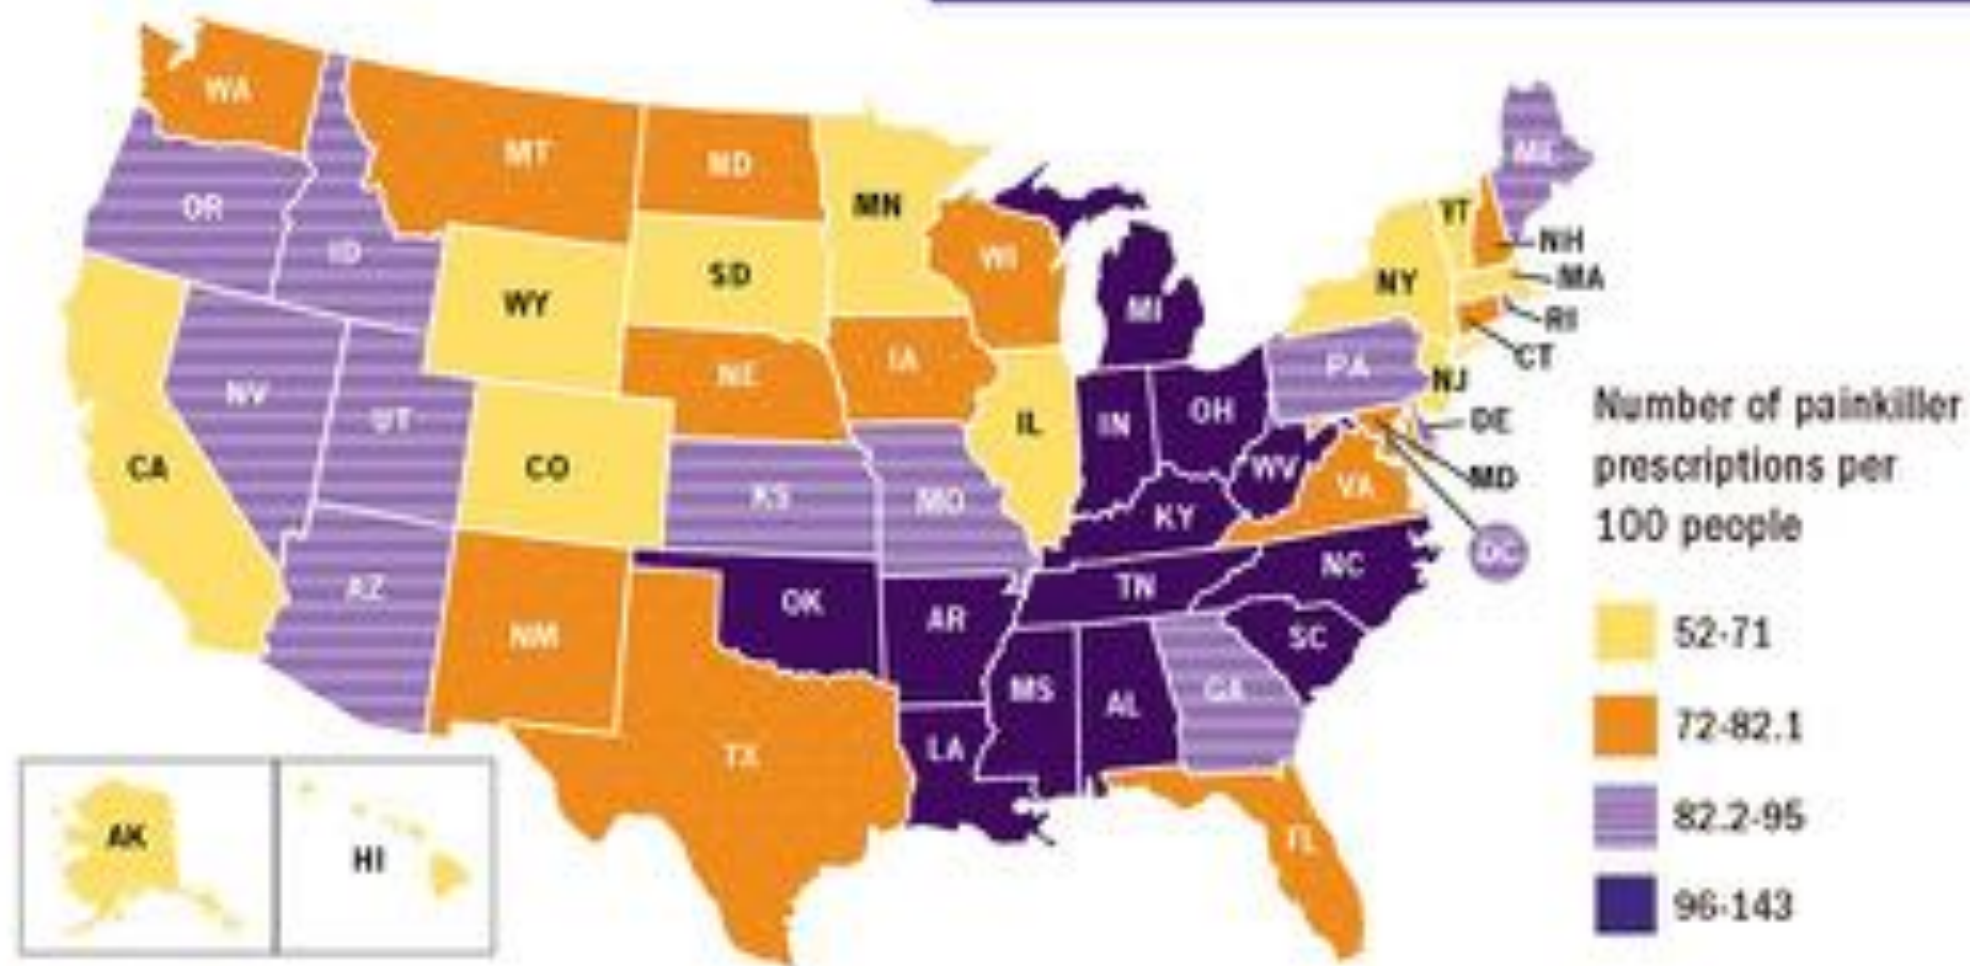 WA
MT
ND
MN
OR
ID
WY
SD
WI
MI
ME
VT
NH
NY
MA
RI
CT
NV
UT
CA
CO
NE
IA
IL
IN
OH
PA
NJ
DE
MD
DC
KS
MO
KY
WV
VA
AZ
NM
OK
AR
TN
NC
SC
TX
LA
MS
AL
GA
FL
AK
HI
Number of painkiller
prescriptions per
100 people
52-71
72-82.1
82.2-95
96-143